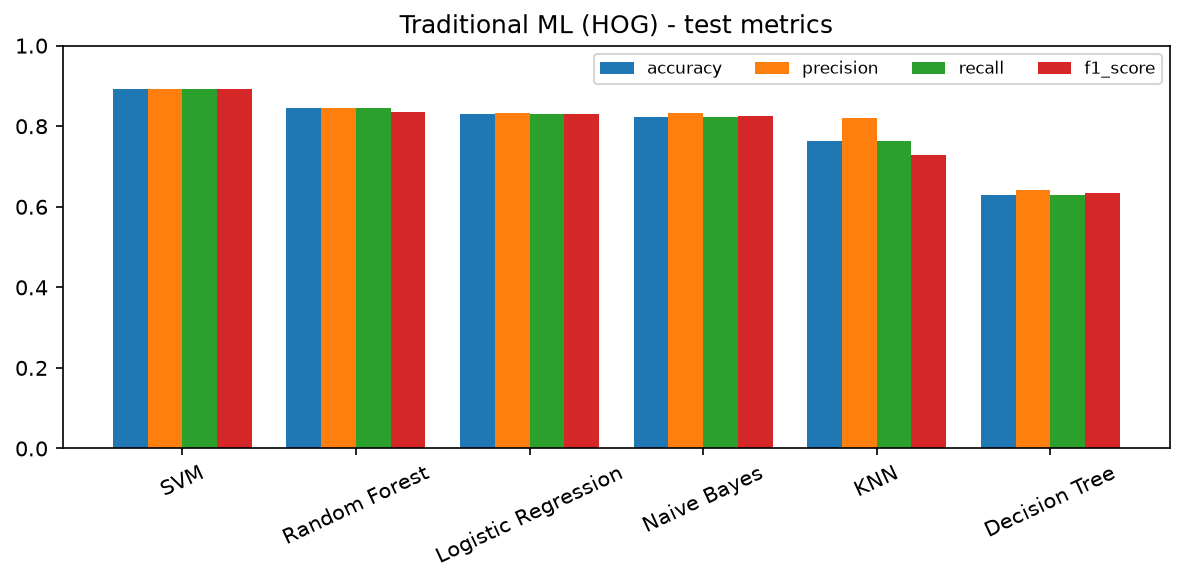 Traditional ML (HOG) - test metrics
accuracy precision recall f1_score
1.0
0.8
0.6
0.4
0.2
0.0
SVM
Random Forest
Logistic Regression
Naive Bayes
KNN
Decision Tree